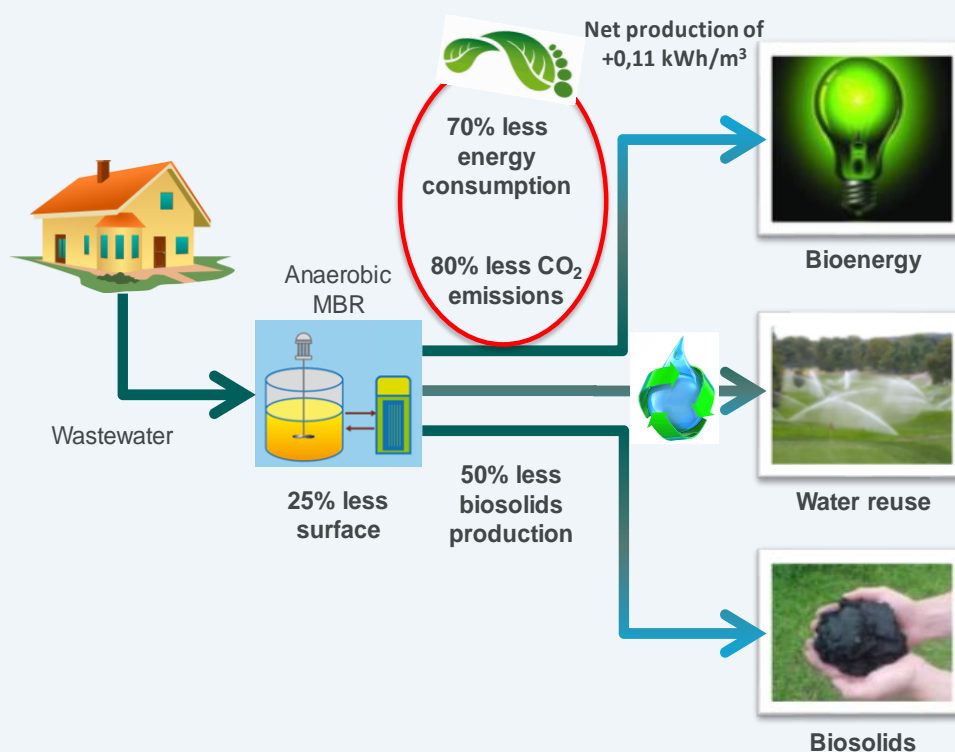 Net production of
+0,11 kWh/m³
70% less
energy
consumption
80% less CO₂
emissions
Bioenergy
Anaerobic
MBR
Wastewater
25% less
surface
50% less
biosolids
production
Water reuse
Biosolids